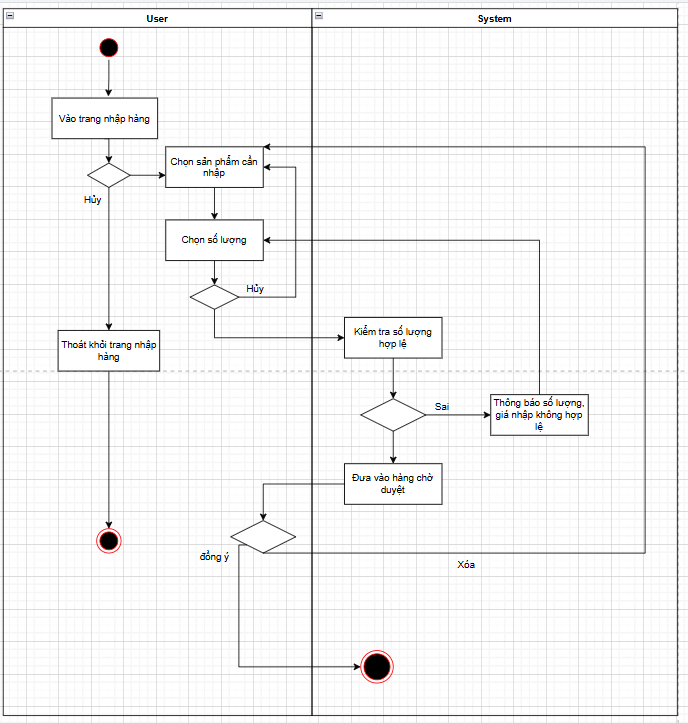 User
System
Vào trang nhập hàng
Chọn sản phẩm cần
nhập
Hủy
Chọn số lượng
Hủy
Kiểm tra số lượng
hợp lệ
Thoát khỏi trang nhập
hàng
Sai
Thông báo số lượng,
giá nhập không hợp
lệ
Đưa vào hàng chờ
duyệt
đồng ý
Xóa